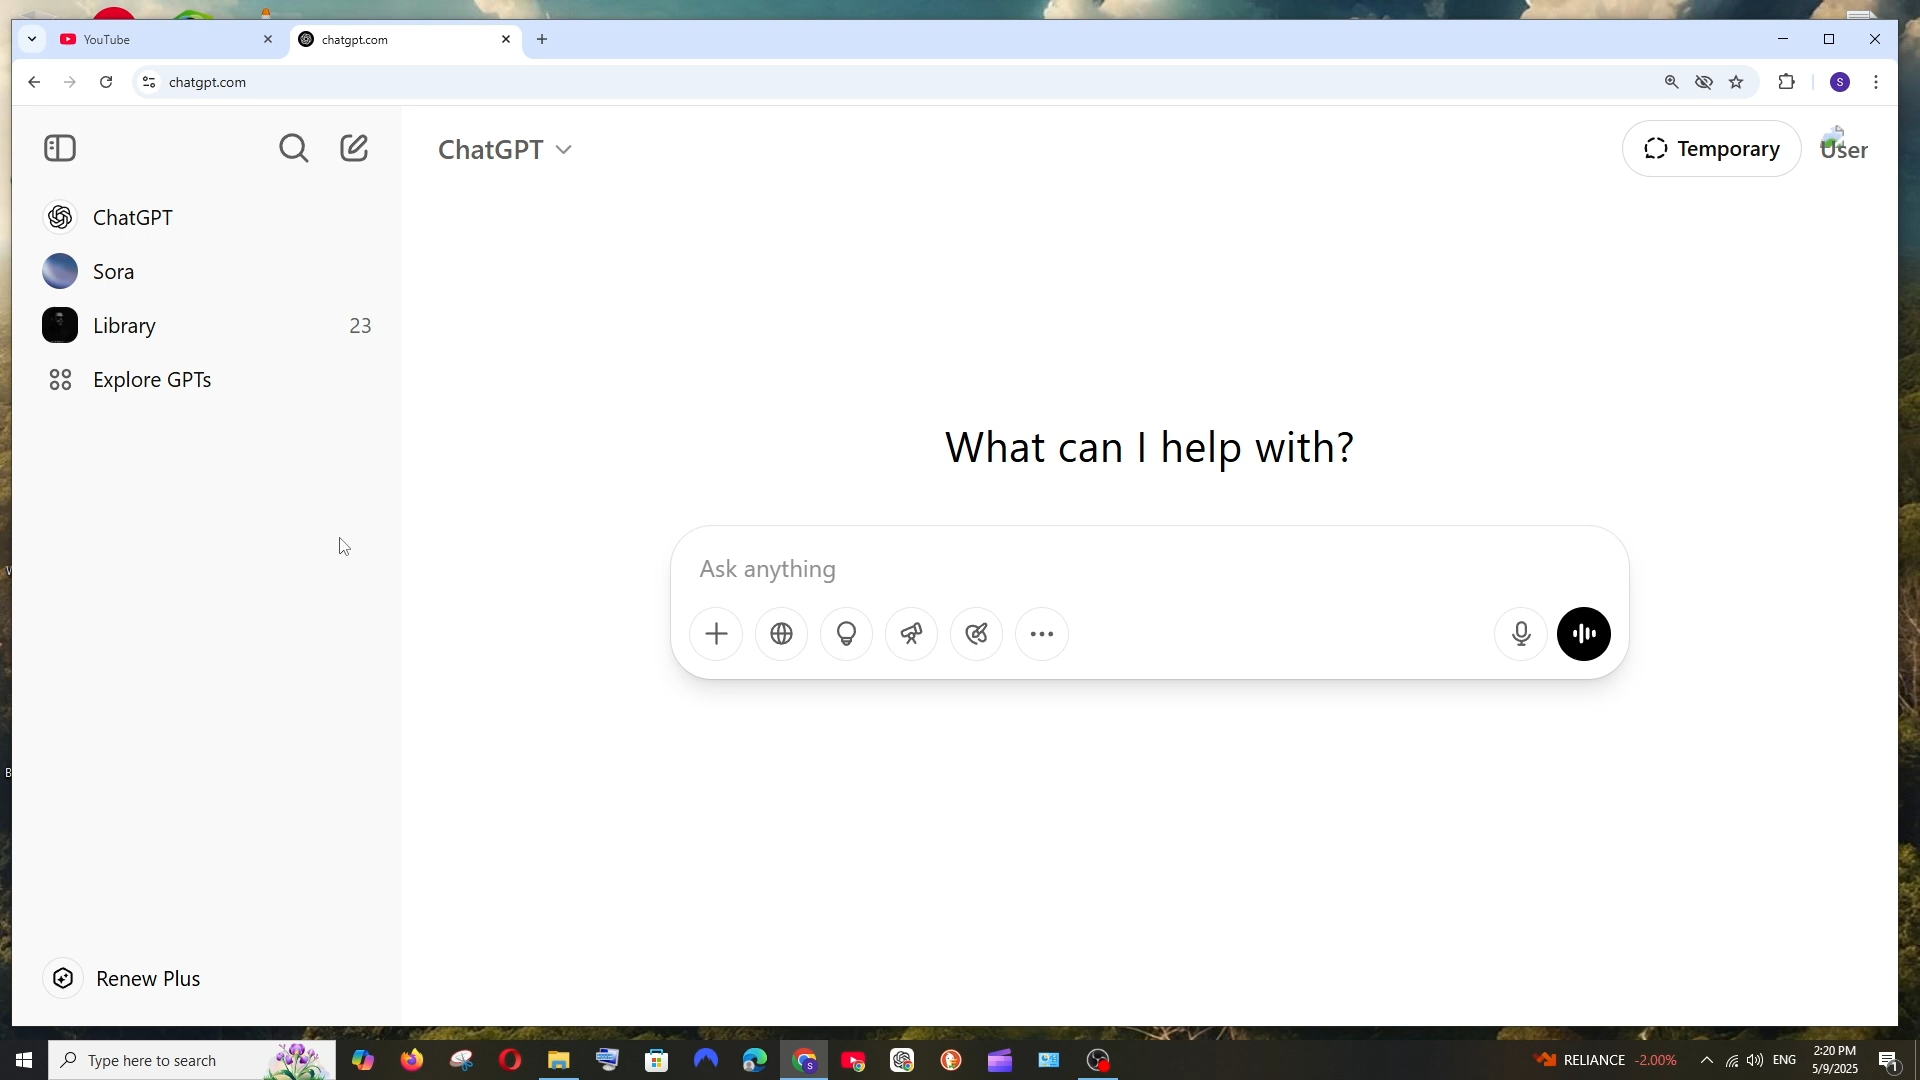 YouTube
chatgpt.com
chatgpt.com
S
ChatGPT
Temporary
User
ChatGPT
Sora
Library 23
Explore GPTs
What can I help with?
Ask anything
Renew Plus
Type here to search
RELIANCE -2.00%
ENG
2:20 PM
5/9/2025
1